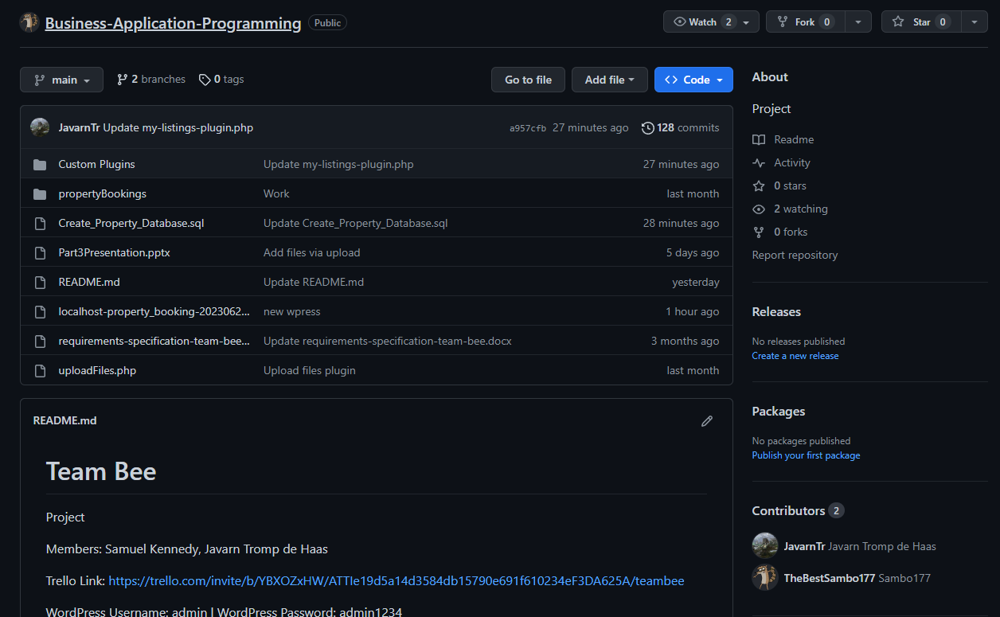 Business-Application-Programming Public Watch 2 Fork 0 Star 0
main 2 branches 0 tags Go to file Add file Code
JavarnTr Update my-listings-plugin.php a957cfb 27 minutes ago 128 commits
Custom Plugins Update my-listings-plugin.php 27 minutes ago
propertyBookings Work last month
Create_Property_Database.sql Update Create_Property_Database.sql 28 minutes ago
Part3Presentation.pptx Add files via upload 5 days ago
README.md Update README.md yesterday
localhost-property_booking-2023062... new wpress 1 hour ago
requirements-specification-team-bee... Update requirements-specification-team-bee.docx 3 months ago
uploadFiles.php Upload files plugin last month
README.md
Team Bee
Project
Members: Samuel Kennedy, Javarn Tromp de Haas
Trello Link: https://trello.com/invite/b/YBXOZxHW/ATTIe19d5a14d3584db15790e691f610234eF3DA625A/teambee
WordPress Username: admin | WordPress Password: admin1234
About
Project
Readme
Activity
0 stars
2 watching
0 forks
Report repository
Releases
No releases published
Create a new release
Packages
No packages published
Publish your first package
Contributors 2
JavarnTr Javarn Tromp de Haas
TheBestSambo177 Sambo177